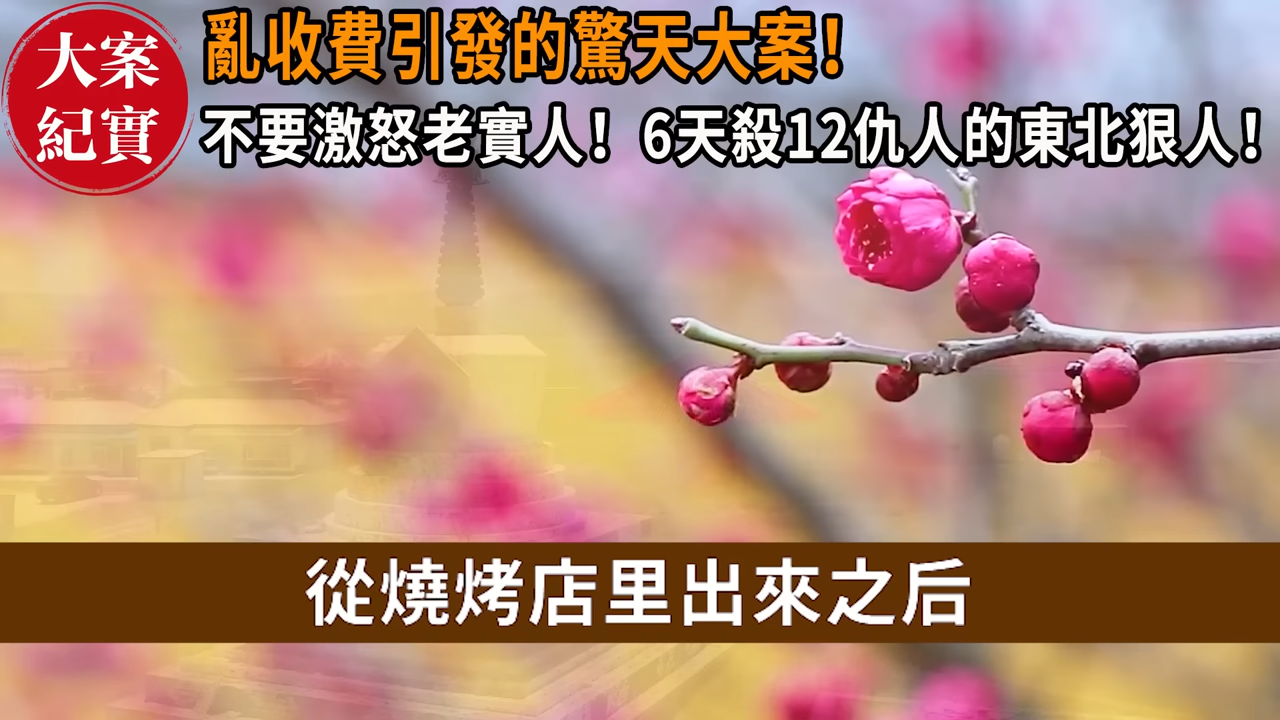 大案
紀實
亂收費引發的驚天大案！
不要激怒老實人！6天殺12仇人的東北狠人！
從燒烤店里出來之后